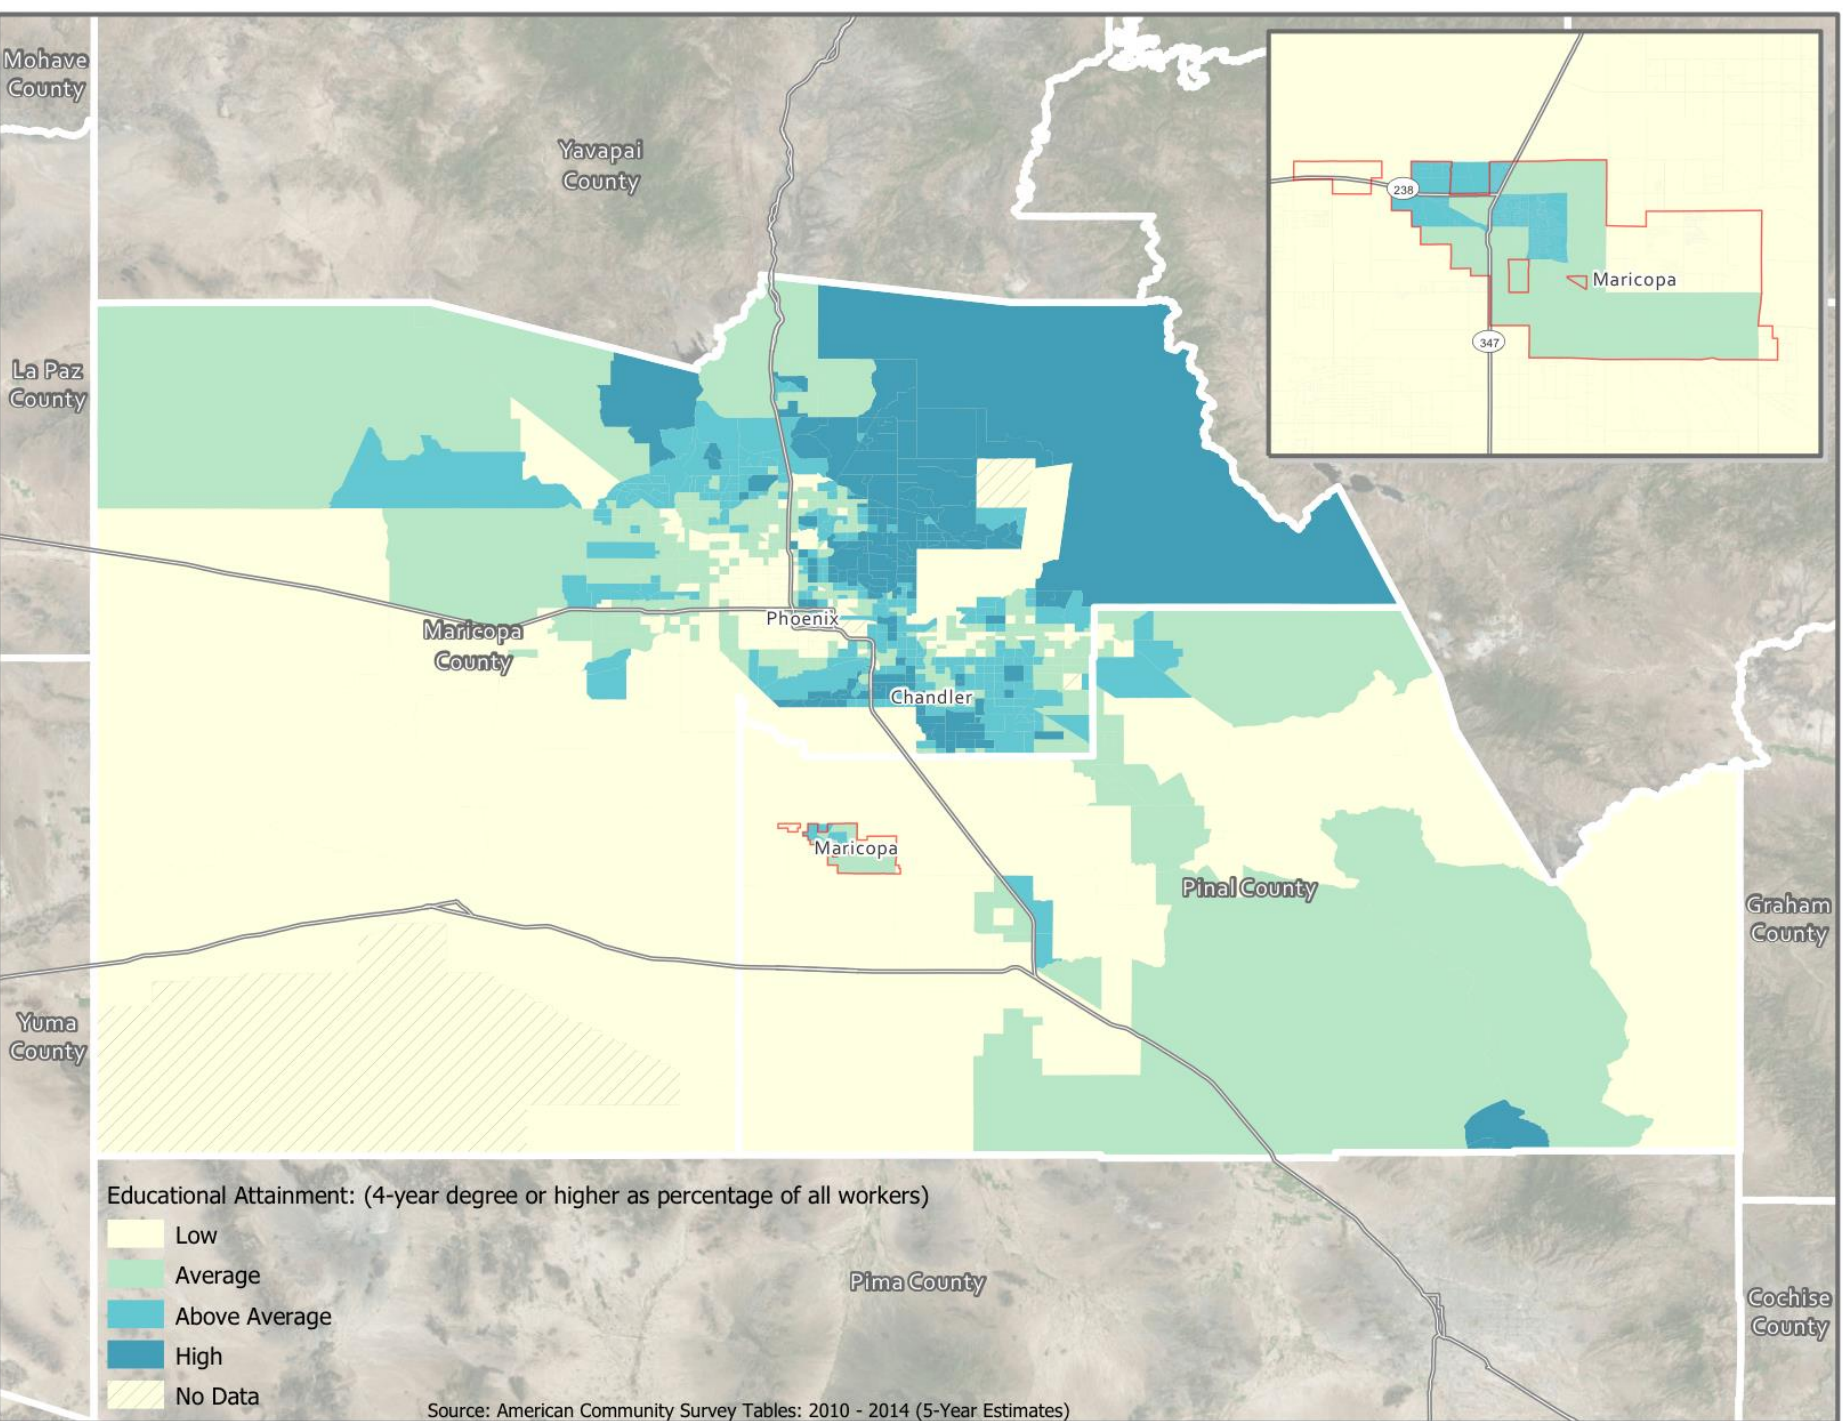 Mohave
County
Yavapai
County
238
Maricopa
347
La Paz
County
Phoenix
Maricopa
County
Chandler
Maricopa
Pinal County
Graham
County
Yuma
County
Educational Attainment: (4-year degree or higher as percentage of all workers)
Low
Average
Above Average
High
No Data
Pima County
Cochise
County
Source: American Community Survey Tables: 2010 - 2014 (5-Year Estimates)